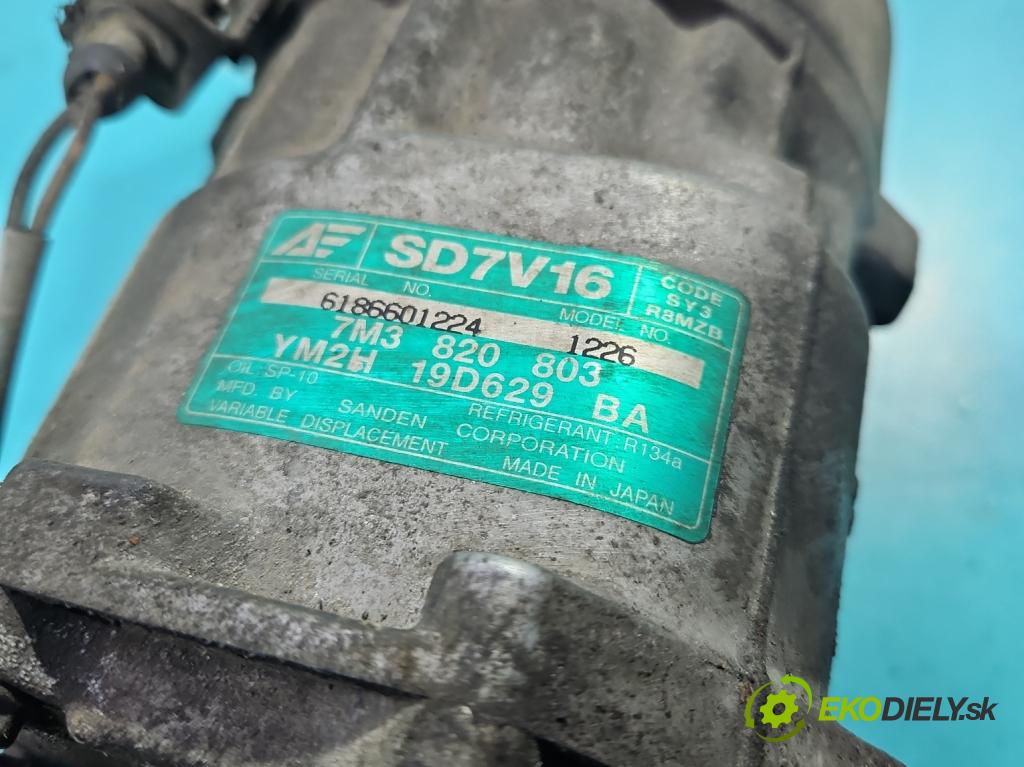 AE SD7V16 CODE
SY3
R8MZB
SERIAL NO. MODEL NO.
6186601224 1226
7M3 820 803
YM2H 19D629 BA
OIL SP-10 REFRIGERANT R134a
MFD. BY SANDEN CORPORATION
VARIABLE DISPLACEMENT MADE IN JAPAN
EKODIELY.sk